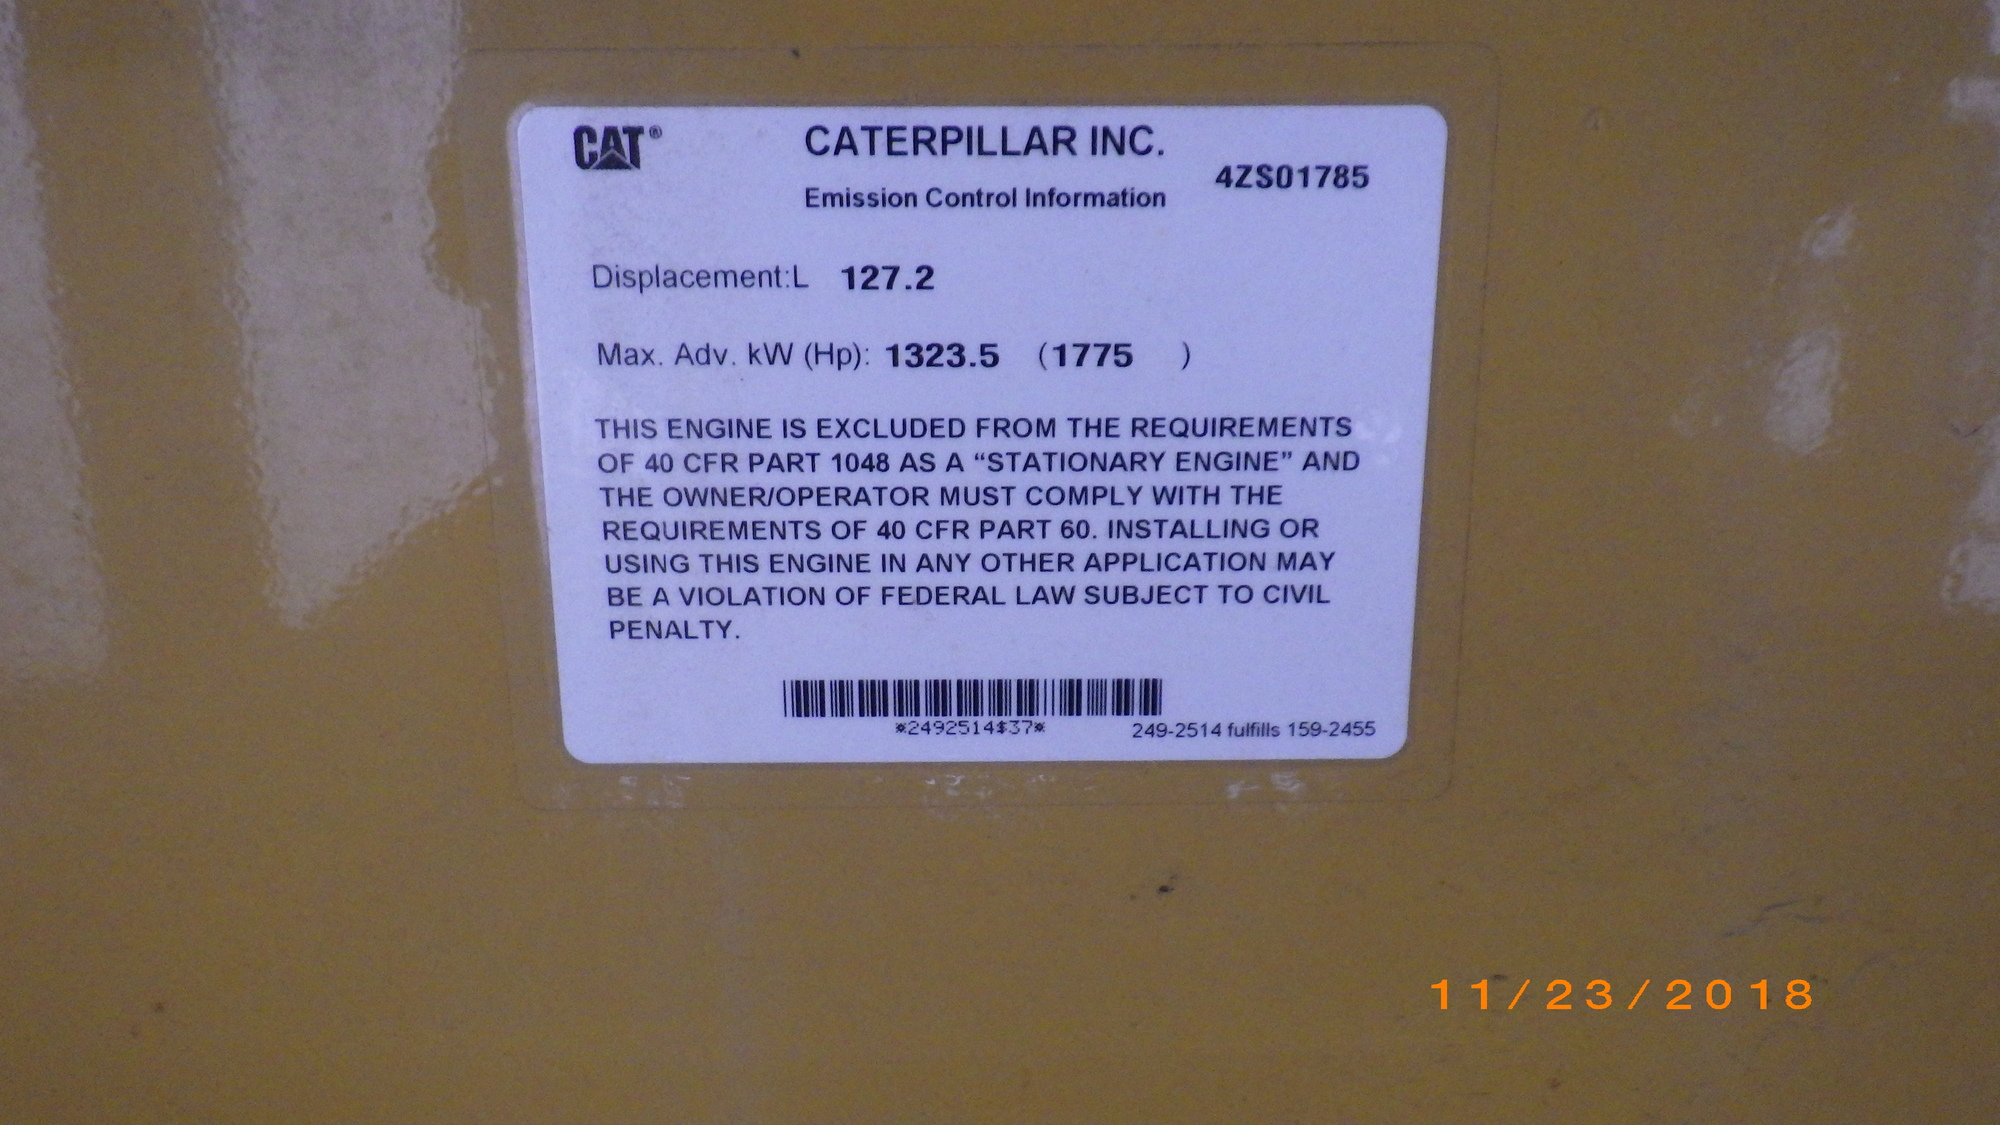 CAT® CATERPILLAR INC.
4ZS01785
Emission Control Information
Displacement:L 127.2
Max. Adv. kW (Hp): 1323.5 (1775 )
THIS ENGINE IS EXCLUDED FROM THE REQUIREMENTS
OF 40 CFR PART 1048 AS A “STATIONARY ENGINE” AND
THE OWNER/OPERATOR MUST COMPLY WITH THE
REQUIREMENTS OF 40 CFR PART 60. INSTALLING OR
USING THIS ENGINE IN ANY OTHER APPLICATION MAY
BE A VIOLATION OF FEDERAL LAW SUBJECT TO CIVIL
PENALTY.
*2492514$37*
249-2514 fulfills 159-2455
11/23/2018